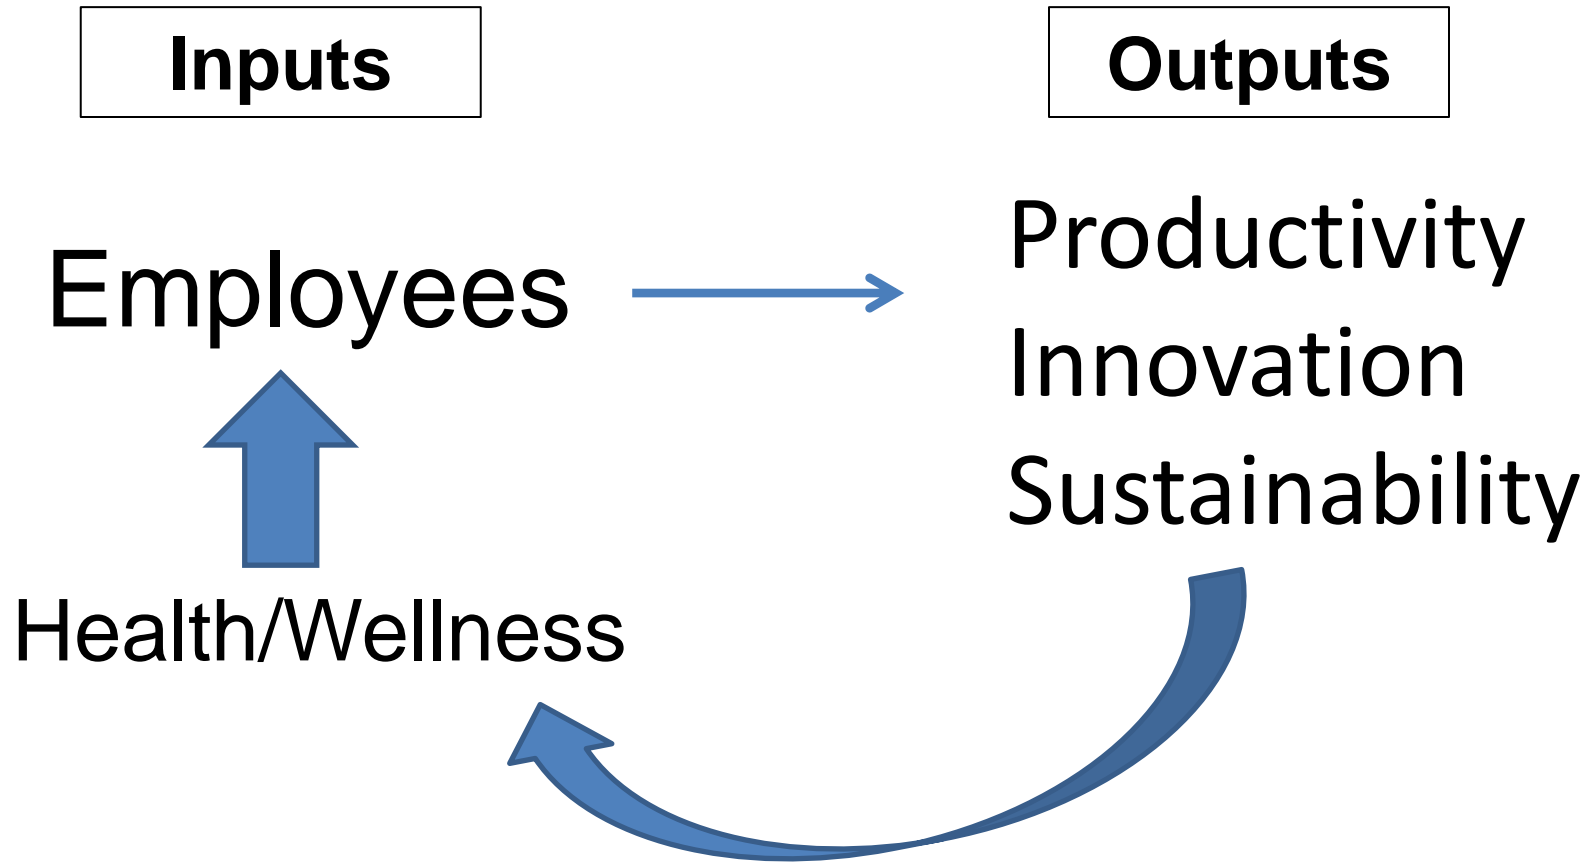 Inputs
Outputs
Employees
Productivity
Innovation
Sustainability
Health/Wellness